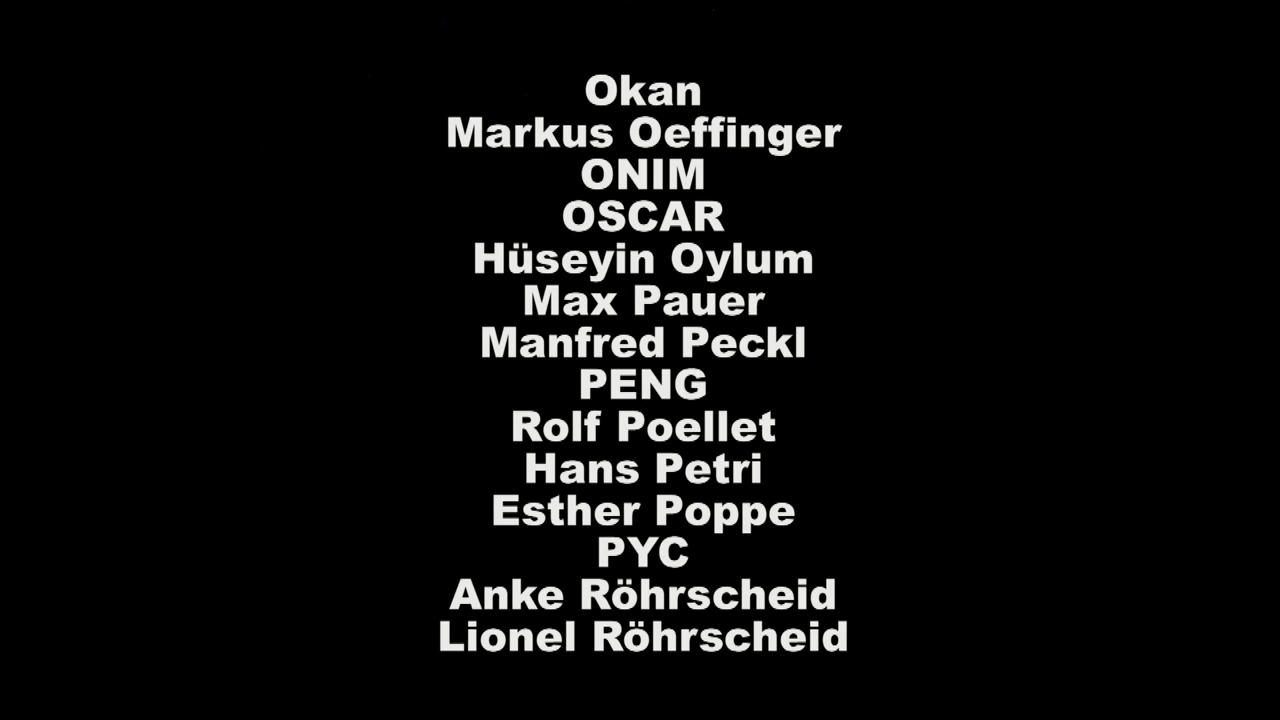 Okan
Markus Oeffinger
ONIM
OSCAR
Hüseyin Oylum
Max Pauer
Manfred Peckl
PENG
Rolf Poellet
Hans Petri
Esther Poppe
PYC
Anke Röhrscheid
Lionel Röhrscheid